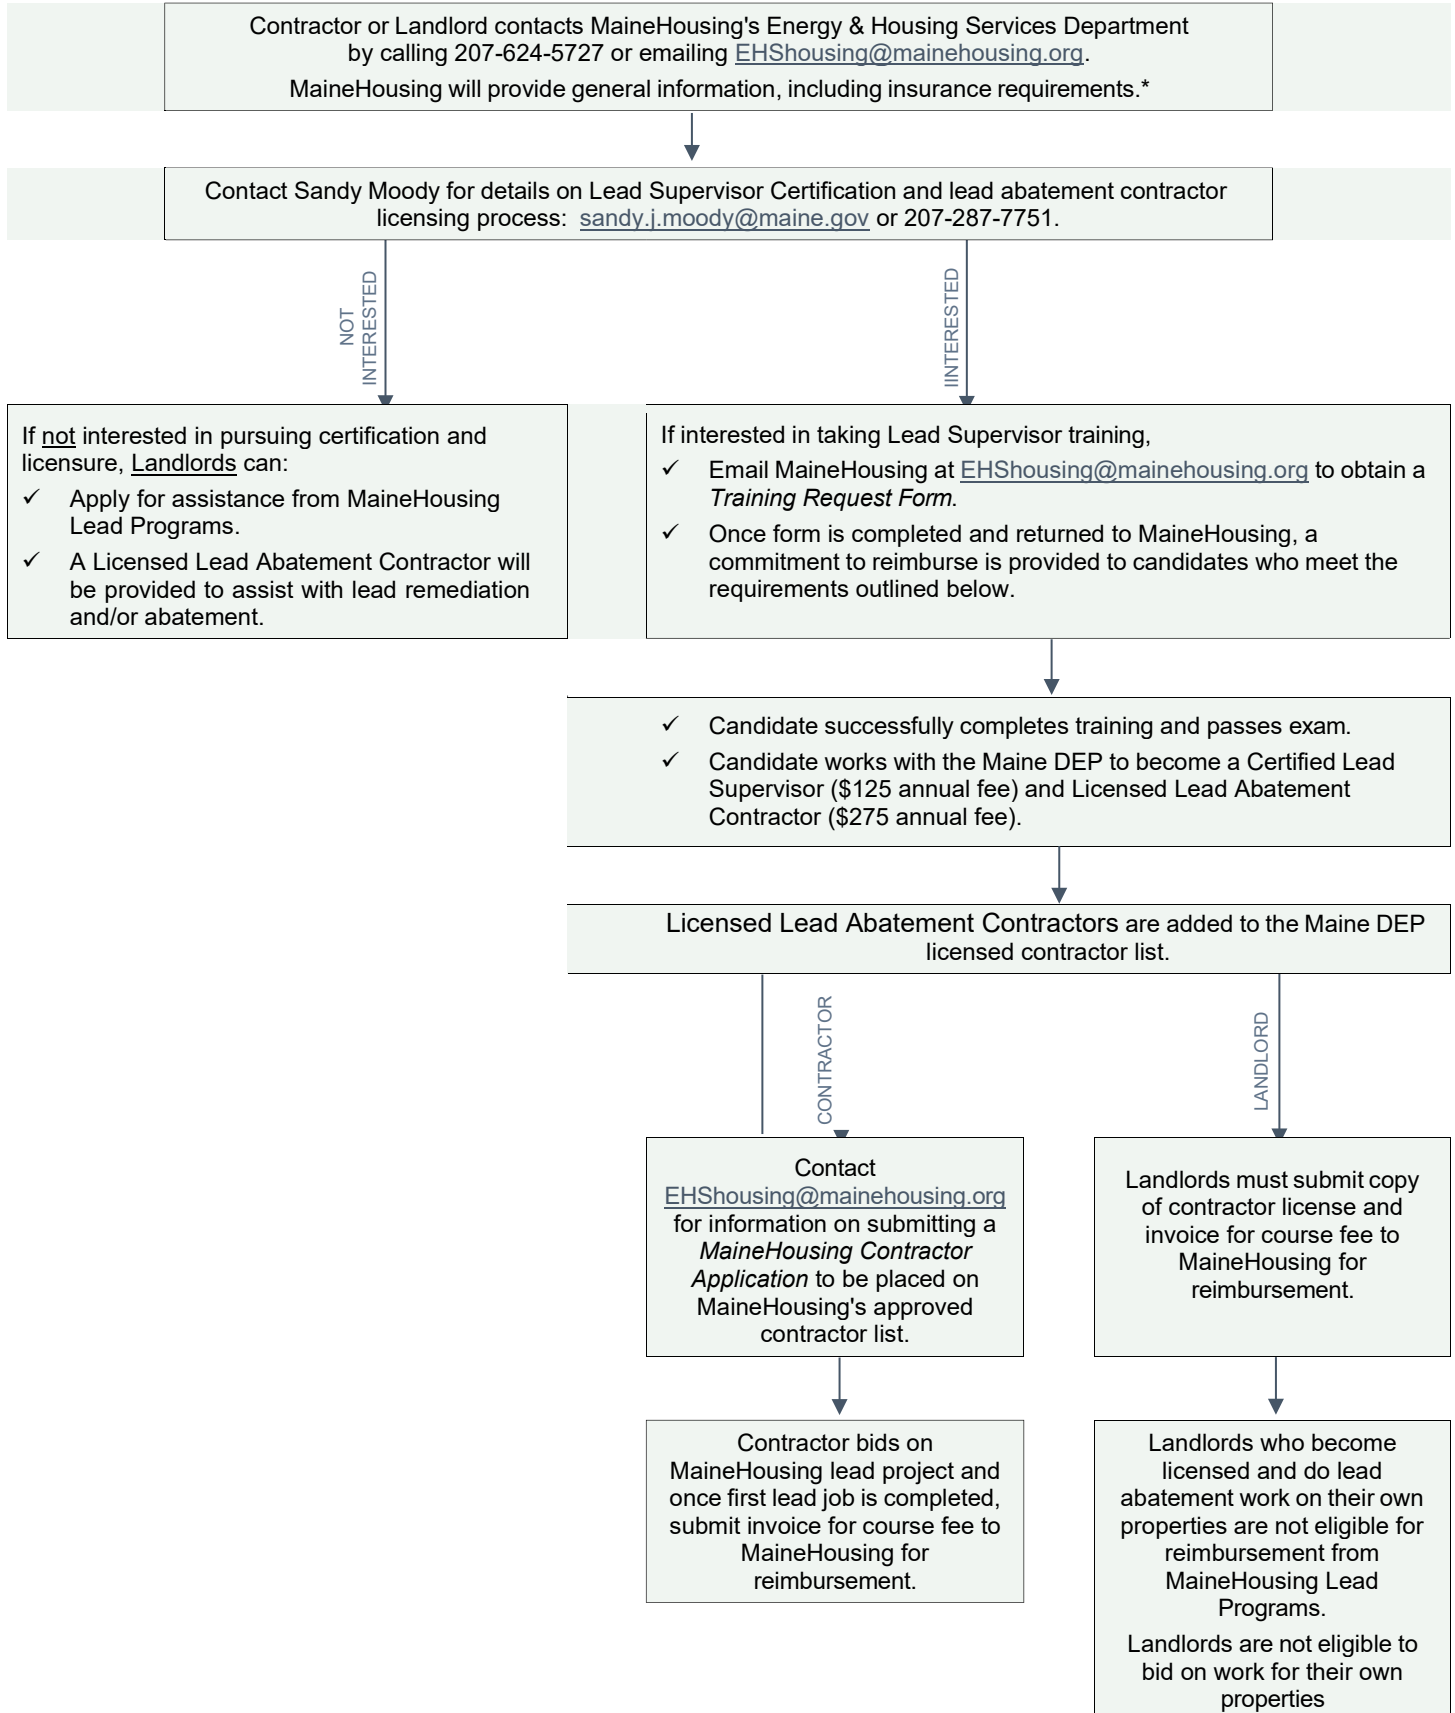 Contractor or Landlord contacts MaineHousing's Energy & Housing Services Department
by calling 207-624-5727 or emailing EHShousing@mainehousing.org.
MaineHousing will provide general information, including insurance requirements.*
Contact Sandy Moody for details on Lead Supervisor Certification and lead abatement contractor
licensing process: sandy.j.moody@maine.gov or 207-287-7751.
NOT
INTERESTED
IINTERESTED
If not interested in pursuing certification and
licensure, Landlords can:
✓ Apply for assistance from MaineHousing
Lead Programs.
✓ A Licensed Lead Abatement Contractor will
be provided to assist with lead remediation
and/or abatement.
If interested in taking Lead Supervisor training,
✓ Email MaineHousing at EHShousing@mainehousing.org to obtain a
Training Request Form.
✓ Once form is completed and returned to MaineHousing, a
commitment to reimburse is provided to candidates who meet the
requirements outlined below.
✓ Candidate successfully completes training and passes exam.
✓ Candidate works with the Maine DEP to become a Certified Lead
Supervisor ($125 annual fee) and Licensed Lead Abatement
Contractor ($275 annual fee).
Licensed Lead Abatement Contractors are added to the Maine DEP
licensed contractor list.
CONTRACTOR
LANDLORD
Contact
EHShousing@mainehousing.org
for information on submitting a
MaineHousing Contractor
Application to be placed on
MaineHousing's approved
contractor list.
Landlords must submit copy
of contractor license and
invoice for course fee to
MaineHousing for
reimbursement.
Contractor bids on
MaineHousing lead project and
once first lead job is completed,
submit invoice for course fee to
MaineHousing for
reimbursement.
Landlords who become
licensed and do lead
abatement work on their own
properties are not eligible for
reimbursement from
MaineHousing Lead
Programs.
Landlords are not eligible to
bid on work for their own
properties